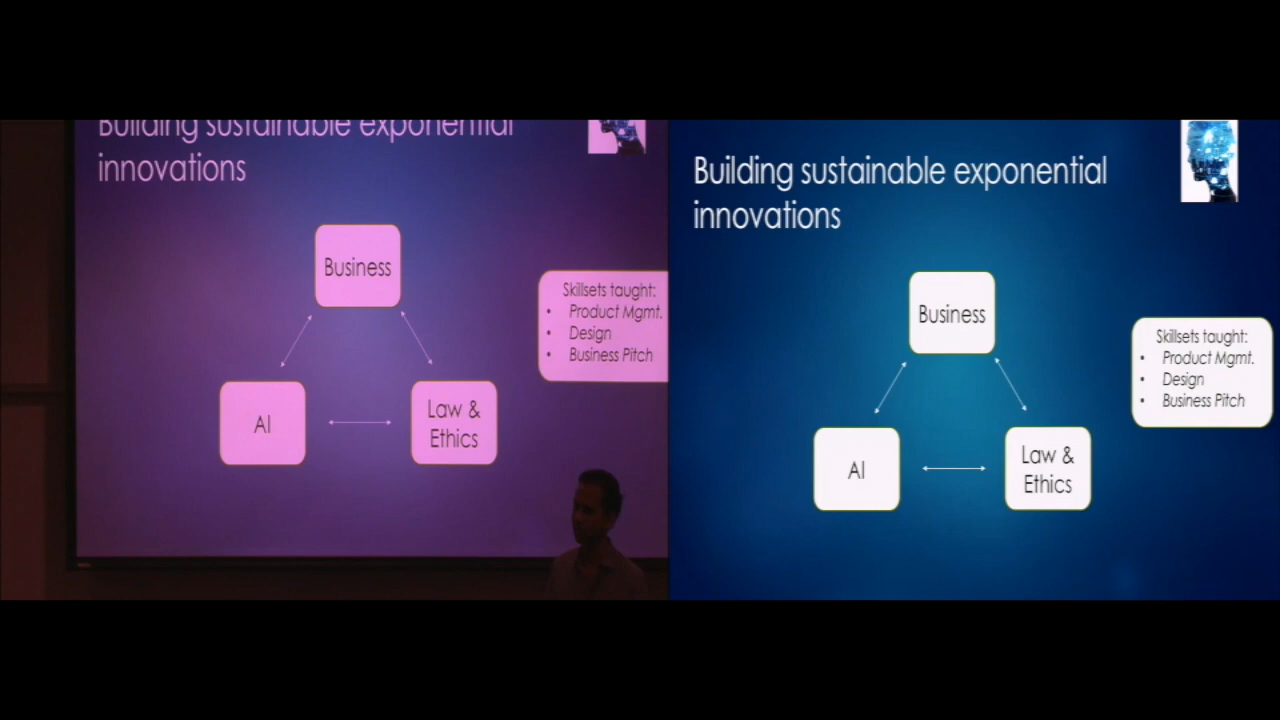 Building sustainable exponential
innovations
Business
Skillsets taught:
• Product Mgmt.
• Design
• Business Pitch
AI
Law &
Ethics
Building sustainable exponential
innovations
Business
Skillsets taught:
• Product Mgmt.
• Design
• Business Pitch
AI
Law &
Ethics